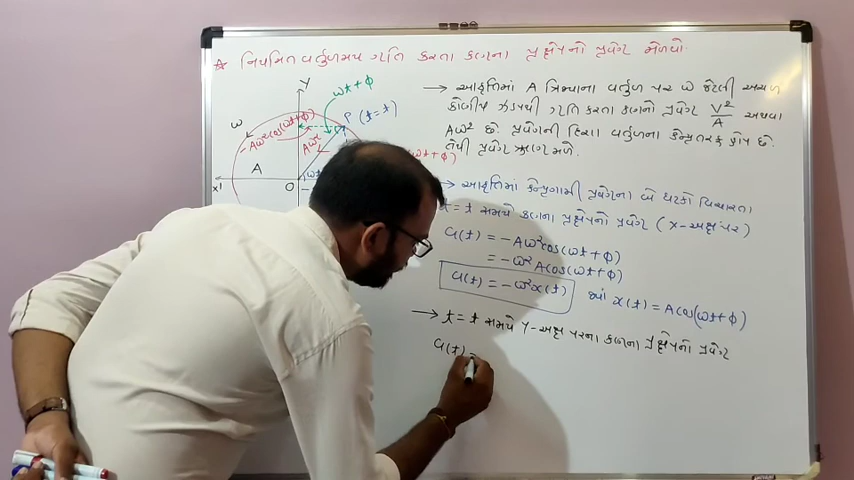 ☆ નિયમિત વર્તુળમય ગતિ કરતા કણના પ્રક્ષેપનો પ્રવેગ મેળવો
Y
ωt + ϕ
ω
-Aω²cos(ωt+ϕ)
P (t=t)
Aω²
A
X'
O
→ આકૃતિમાં A ત્રિજ્યાના વર્તુળ પર ω જેટલી અચળ
કોણીય ઝડપથી ગતિ કરતા કણનો પ્રવેગ V²/A અથવા
Aω² છે. પ્રવેગની દિશા વર્તુળના કેન્દ્રતરફ હોય છે.
તેથી પ્રવેગ ઋણ મળે.
→ આકૃતિમાં કેન્દ્રગામી પ્રવેગના બે ઘટકો વિચારતા
t = t સમયે કણના પ્રક્ષેપનો પ્રવેગ (x-અક્ષ પર)
a(t) = -Aω²cos(ωt+ϕ)
= -ω²Acos(ωt+ϕ)
a(t) = -ω²x(t) જ્યાં x(t) = Acos(ωt+ϕ)
→ t = t સમયે Y-અક્ષ પરના કણના પ્રક્ષેપનો પ્રવેગ
a(t) =